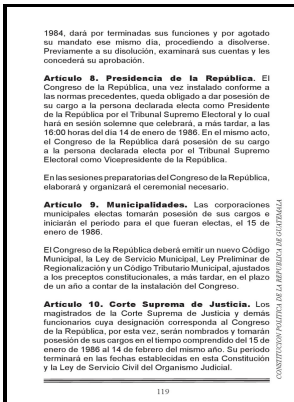 1984, dará por terminadas sus funciones y por agotado
su mandato ese mismo día, procediendo a disolverse.
Previamente a su disolución, examinará sus cuentas y les
concederá su aprobación.
Artículo 8. Presidencia de la República. El
Congreso de la República, una vez instalado conforme a
las normas precedentes, queda obligado a dar posesión de
su cargo a la persona declarada electa como Presidente
de la República por el Tribunal Supremo Electoral y lo cual
hará en sesión solemne que celebrará, a más tardar, a las
16:00 horas del día 14 de enero de 1986. En el mismo acto,
el Congreso de la República dará posesión de su cargo
a la persona declarada electa por el Tribunal Supremo
Electoral como Vicepresidente de la República.
En las sesiones preparatorias del Congreso de la República,
elaborará y organizará el ceremonial necesario.
Artículo 9. Municipalidades. Las corporaciones
municipales electas tomarán posesión de sus cargos e
iniciarán el período para el que fueran electas, el 15 de
enero de 1986.
El Congreso de la República deberá emitir un nuevo Código
Municipal, la Ley de Servicio Municipal, Ley Preliminar de
Regionalización y un Código Tributario Municipal, ajustados
a los preceptos constitucionales, a más tardar, en el plazo
de un año a contar de la instalación del Congreso.
Artículo 10. Corte Suprema de Justicia. Los
magistrados de la Corte Suprema de Justicia y demás
funcionarios cuya designación corresponda al Congreso
de la República, por esta vez, serán nombrados y tomarán
posesión de sus cargos en el tiempo comprendido del 15 de
enero de 1986 al 14 de febrero del mismo año. Su período
terminará en las fechas establecidas en esta Constitución
y la Ley de Servicio Civil del Organismo Judicial.
CONSTITUCION POLITICA DE LA REPUBLICA DE GUATEMALA
119